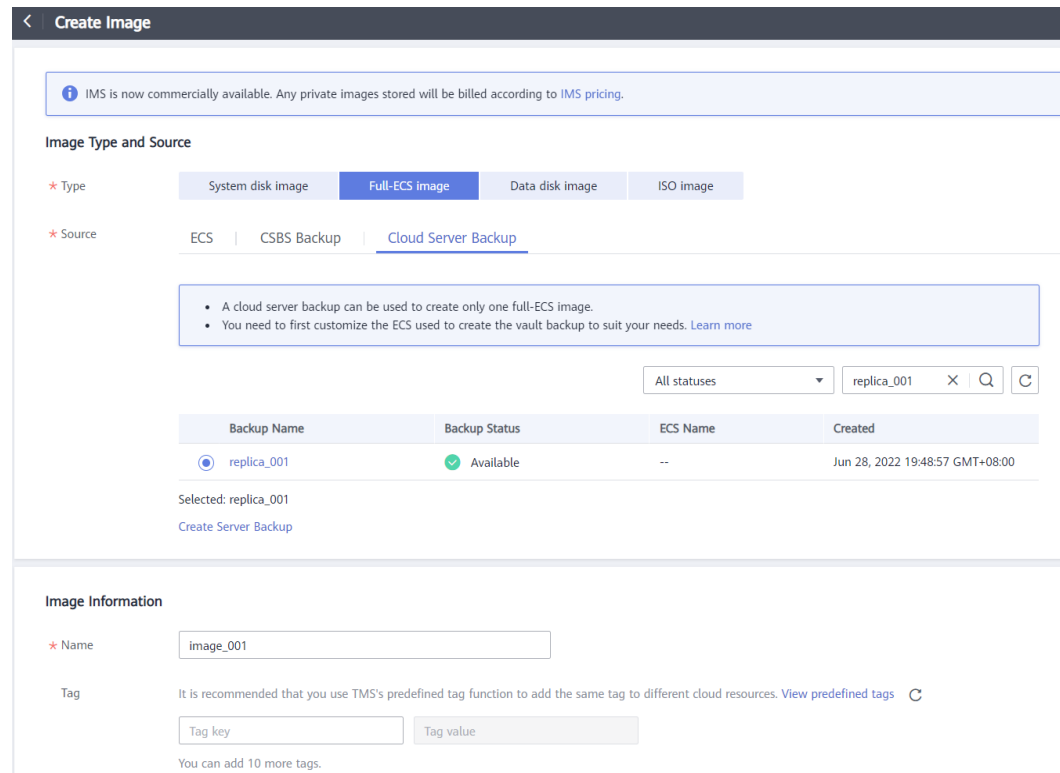 Create Image
IMS is now commercially available. Any private images stored will be billed according to IMS pricing.
Image Type and Source
* Type
System disk image
Full-ECS image
Data disk image
ISO image
* Source
ECS
CSBS Backup
Cloud Server Backup
• A cloud server backup can be used to create only one full-ECS image.
• You need to first customize the ECS used to create the vault backup to suit your needs. Learn more
All statuses
replica_001
Backup Name Backup Status ECS Name Created
replica_001 Available -- Jun 28, 2022 19:48:57 GMT+08:00
Selected: replica_001
Create Server Backup
Image Information
* Name
image_001
Tag
It is recommended that you use TMS's predefined tag function to add the same tag to different cloud resources. View predefined tags
Tag key
Tag value
You can add 10 more tags.